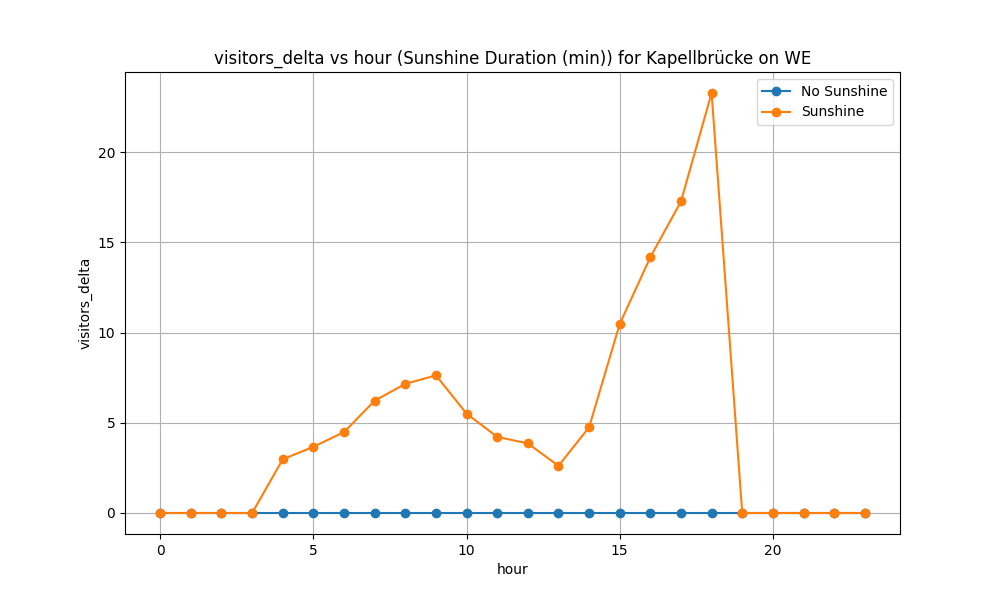 visitors_delta vs hour (Sunshine Duration (min)) for Kapellbrücke on WE
No Sunshine
Sunshine
visitors_delta
20
15
10
5
0
0 5 10 15 20
hour